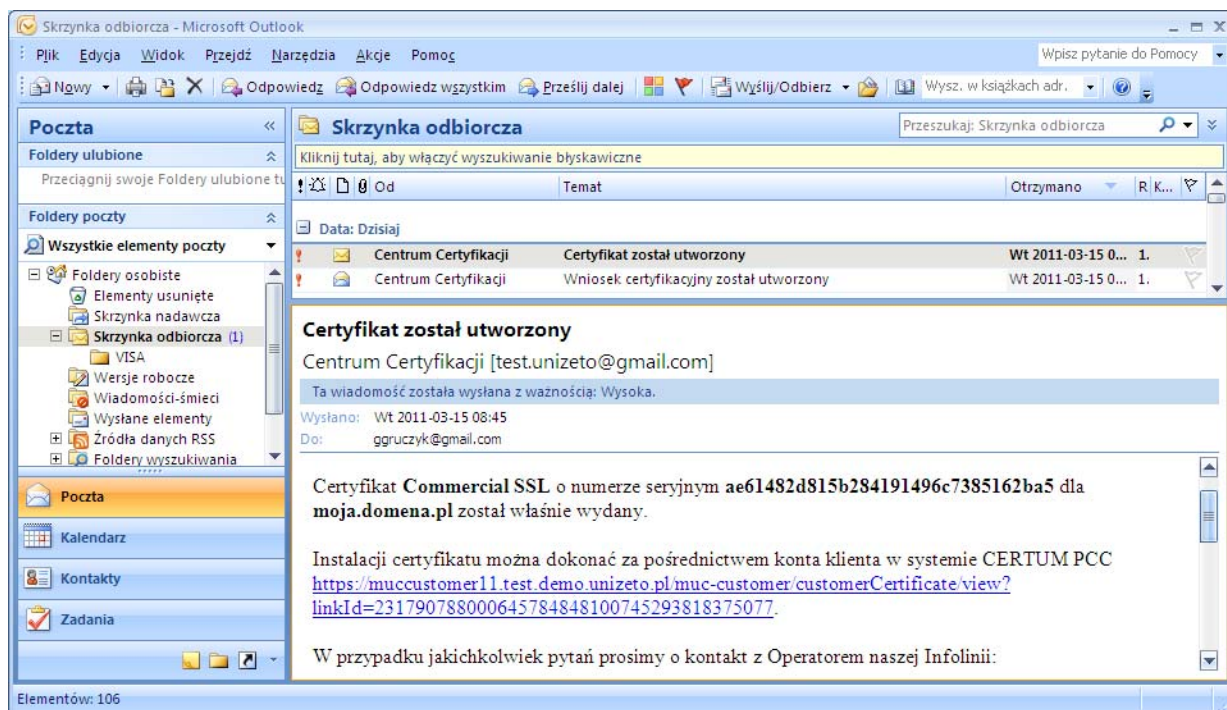 Skrzynka odbiorcza - Microsoft Outlook
Plik Edycja Widok Przejdź Narzędzia Akcje Pomoc
Wpisz pytanie do Pomocy
Nowy Odpowiedz Odpowiedz wszystkim Prześlij dalej Wyślij/Odbierz Wysz. w książkach adr.
Poczta
Foldery ulubione
Przeciągnij swoje Foldery ulubione tu
Foldery poczty
Wszystkie elementy poczty
Foldery osobiste
Elementy usunięte
Skrzynka nadawcza
Skrzynka odbiorcza (1)
VISA
Wersje robocze
Wiadomości-śmieci
Wysłane elementy
Źródła danych RSS
Foldery wyszukiwania
Poczta
Kalendarz
Kontakty
Zadania
Elementów: 106
Skrzynka odbiorcza
Przeszukaj: Skrzynka odbiorcza
Kliknij tutaj, aby włączyć wyszukiwanie błyskawiczne
Od Temat Otrzymano R K...
Data: Dzisiaj
Centrum Certyfikacji Certyfikat został utworzony Wt 2011-03-15 0... 1.
Centrum Certyfikacji Wniosek certyfikacyjny został utworzony Wt 2011-03-15 0... 1.
Certyfikat został utworzony
Centrum Certyfikacji [test.unizeto@gmail.com]
Ta wiadomość została wysłana z ważnością: Wysoka.
Wysłano: Wt 2011-03-15 08:45
Do: ggruczyk@gmail.com
Certyfikat Commercial SSL o numerze seryjnym ae61482d815b284191496c7385162ba5 dla
moja.domena.pl został właśnie wydany.
Instalacji certyfikatu można dokonać za pośrednictwem konta klienta w systemie CERTUM PCC
https://muccustomer11.test.demo.unizeto.pl/muc-customer/customerCertificate/view?
linkId=231790788000645784848100745293818375077.
W przypadku jakichkolwiek pytań prosimy o kontakt z Operatorem naszej Infolinii: